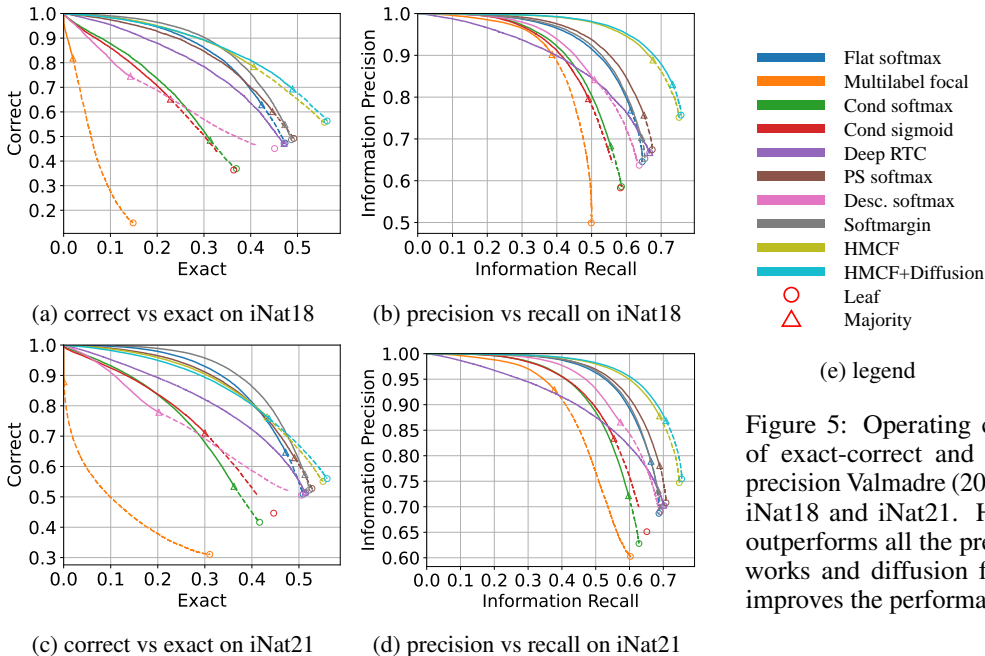 1.0
0.9
0.8
0.7
0.6
0.5
0.4
0.3
0.2
Correct
0.0 0.1 0.2 0.3 0.4 0.5
Exact
(a) correct vs exact on iNat18
1.0
0.9
0.8
0.7
0.6
0.5
Information Precision
0.0 0.1 0.2 0.3 0.4 0.5 0.6 0.7
Information Recall
(b) precision vs recall on iNat18
Flat softmax
Multilabel focal
Cond softmax
Cond sigmoid
Deep RTC
PS softmax
Desc. softmax
Softmargin
HMCF
HMCF+Diffusion
Leaf
Majority
(e) legend
1.0
0.9
0.8
0.7
0.6
0.5
0.4
0.3
Correct
0.0 0.1 0.2 0.3 0.4 0.5
Exact
(c) correct vs exact on iNat21
1.00
0.95
0.90
0.85
0.80
0.75
0.70
0.65
0.60
Information Precision
0.0 0.1 0.2 0.3 0.4 0.5 0.6 0.7
Information Recall
(d) precision vs recall on iNat21
Figure 5: Operating
of exact-correct and
precision Valmadre (20
iNat18 and iNat21. H
outperforms all the pre
works and diffusion f
improves the performa